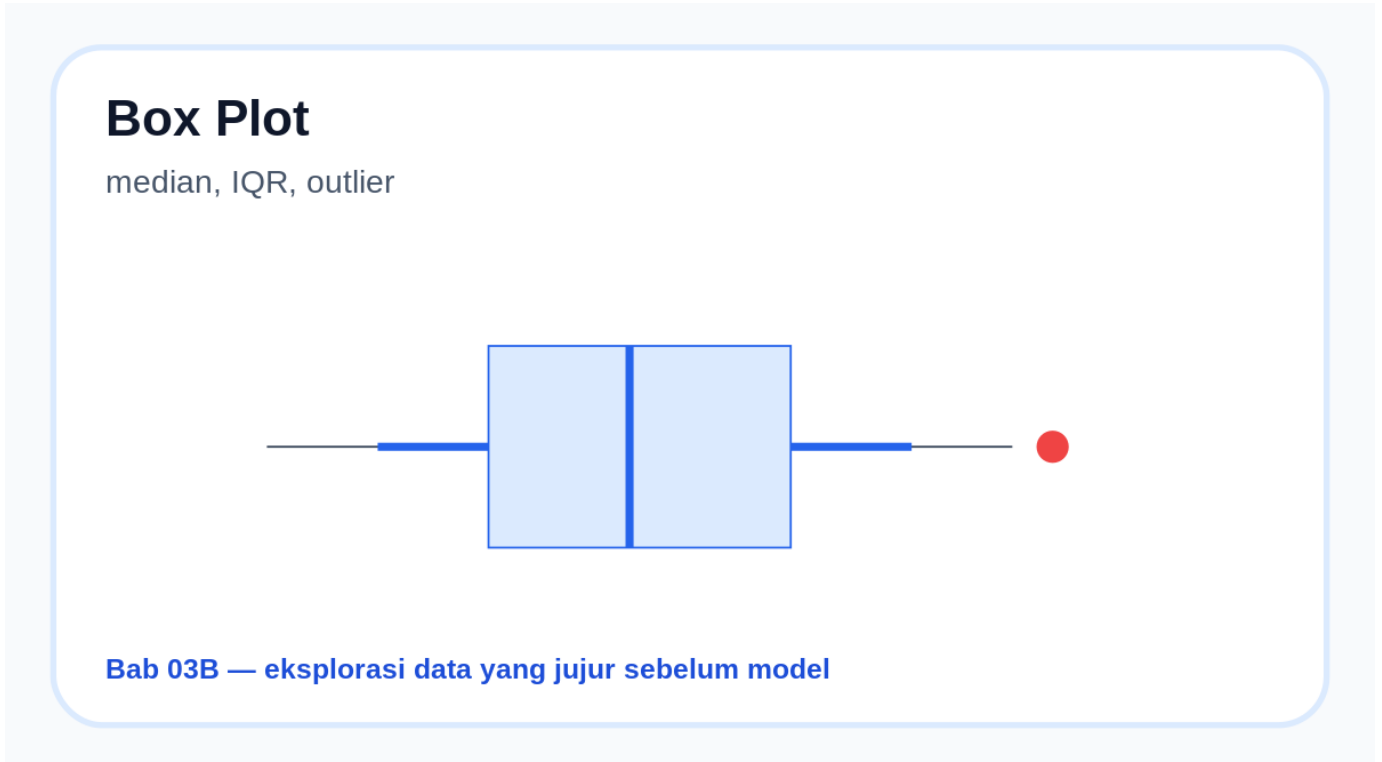 Box Plot
median, IQR, outlier
Bab 03B — eksplorasi data yang jujur sebelum model